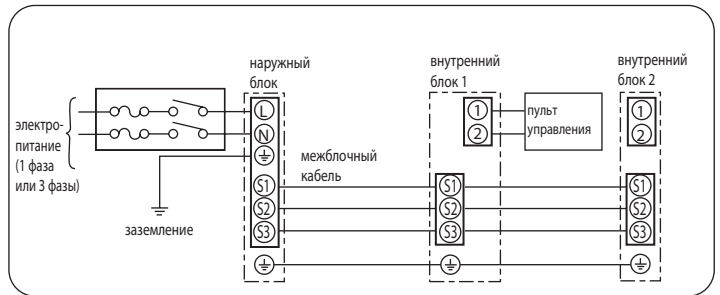 наружный
блок
внутренний
блок 1
внутренний
блок 2
электро-
питание
(1 фаза
или 3 фазы)
L
N
заземление
межблочный
кабель
1
2
пульт
управления
1
2
S1
S2
S3
S1
S2
S3
S1
S2
S3